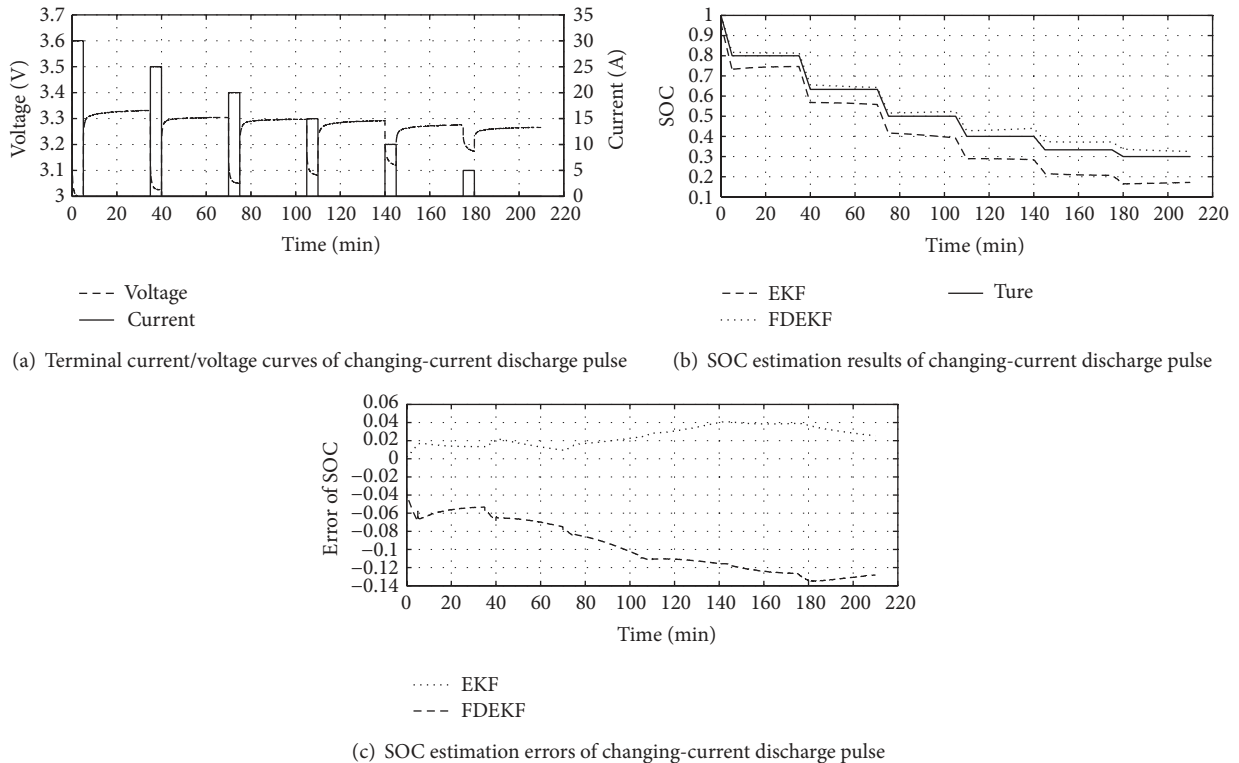 3.7
3.6
3.5
3.4
3.3
3.2
3.1
3
Voltage (V)
35
30
25
20
15
10
5
0
Current (A)
0 20 40 60 80 100 120 140 160 180 200 220
Time (min)
Voltage
Current
(a) Terminal current/voltage curves of changing-current discharge pulse
1
0.9
0.8
0.7
0.6
0.5
0.4
0.3
0.2
0.1
SOC
0 20 40 60 80 100 120 140 160 180 200 220
Time (min)
EKF
FDEKF
Ture
(b) SOC estimation results of changing-current discharge pulse
0.06
0.04
0.02
0
−0.02
−0.04
−0.06
−0.08
−0.1
−0.12
−0.14
Error of SOC
0 20 40 60 80 100 120 140 160 180 200 220
Time (min)
EKF
FDEKF
(c) SOC estimation errors of changing-current discharge pulse